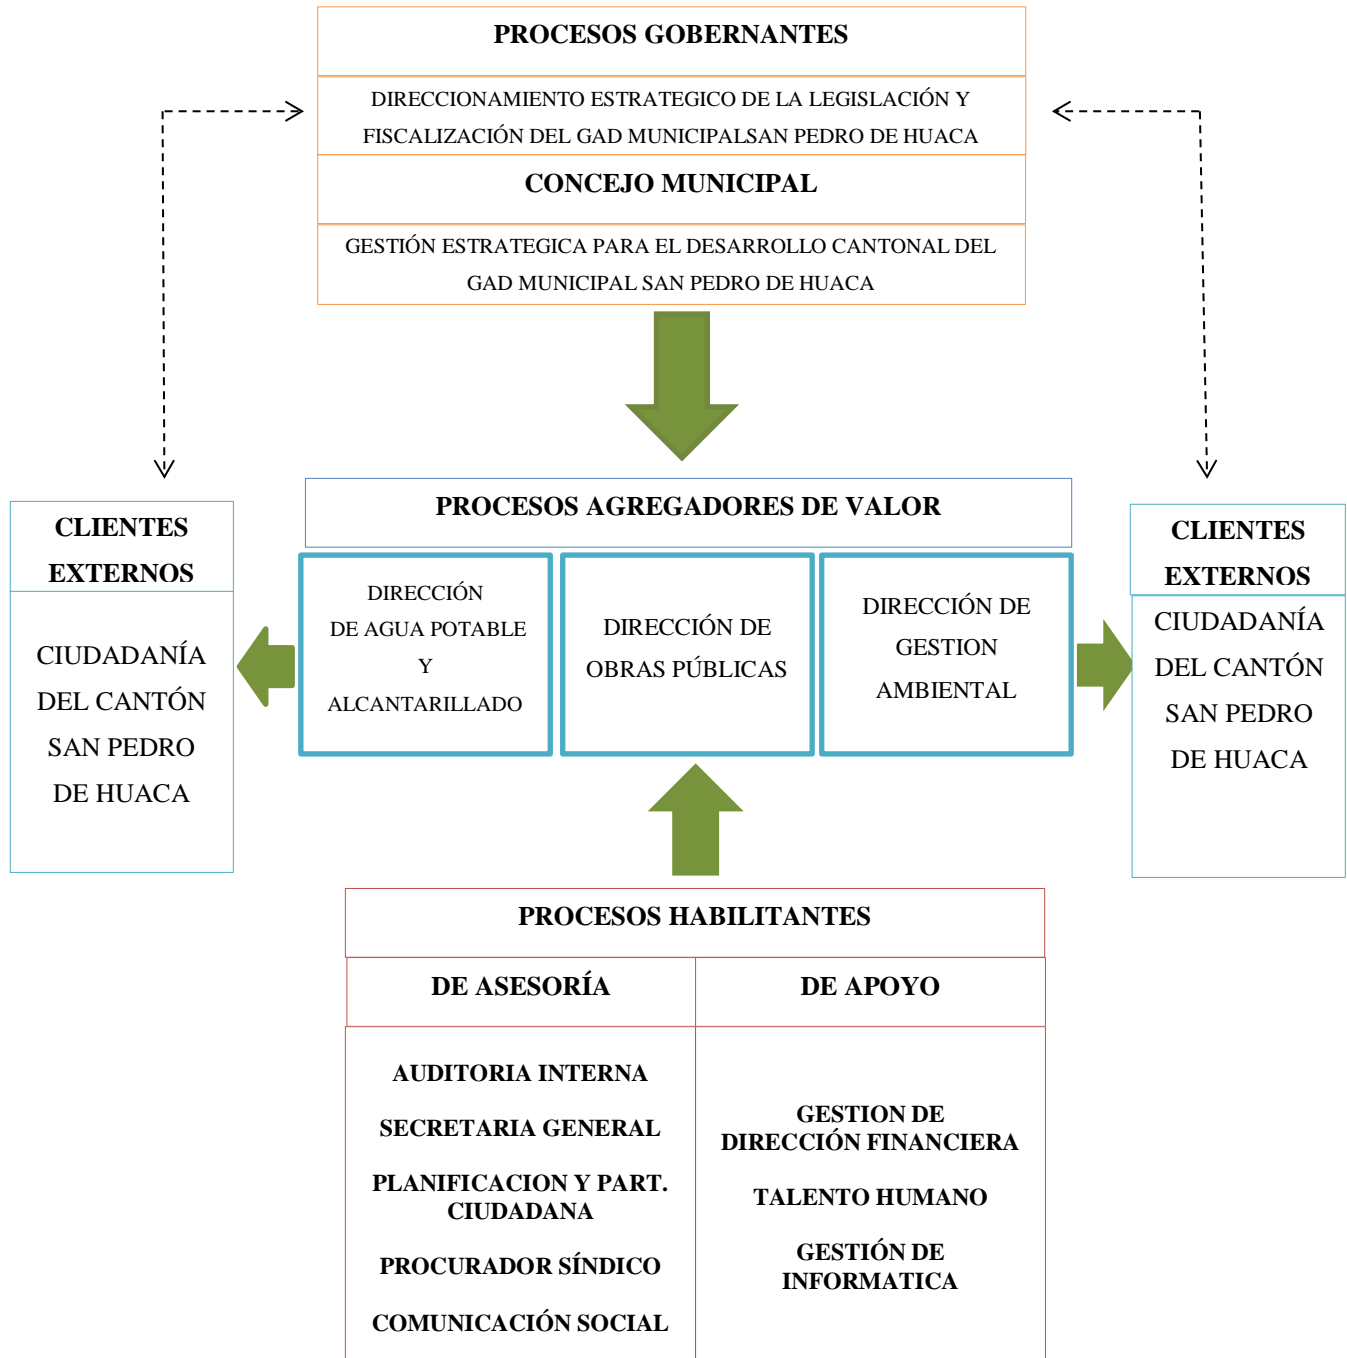 PROCESOS GOBERNANTES
DIRECCIONAMIENTO ESTRATEGICO DE LA LEGISLACIÓN Y
FISCALIZACIÓN DEL GAD MUNICIPALSAN PEDRO DE HUACA
CONCEJO MUNICIPAL
GESTIÓN ESTRATEGICA PARA EL DESARROLLO CANTONAL DEL
GAD MUNICIPAL SAN PEDRO DE HUACA
CLIENTES
EXTERNOS
CIUDADANÍA
DEL CANTÓN
SAN PEDRO
DE HUACA
PROCESOS AGREGADORES DE VALOR
DIRECCIÓN
DE AGUA POTABLE
Y
ALCANTARILLADO
DIRECCIÓN DE
OBRAS PÚBLICAS
DIRECCIÓN DE
GESTION
AMBIENTAL
CLIENTES
EXTERNOS
CIUDADANÍA
DEL CANTÓN
SAN PEDRO
DE HUACA
PROCESOS HABILITANTES
DE ASESORÍA
AUDITORIA INTERNA
SECRETARIA GENERAL
PLANIFICACION Y PART.
CIUDADANA
PROCURADOR SÍNDICO
COMUNICACIÓN SOCIAL
DE APOYO
GESTION DE
DIRECCIÓN FINANCIERA
TALENTO HUMANO
GESTIÓN DE
INFORMATICA